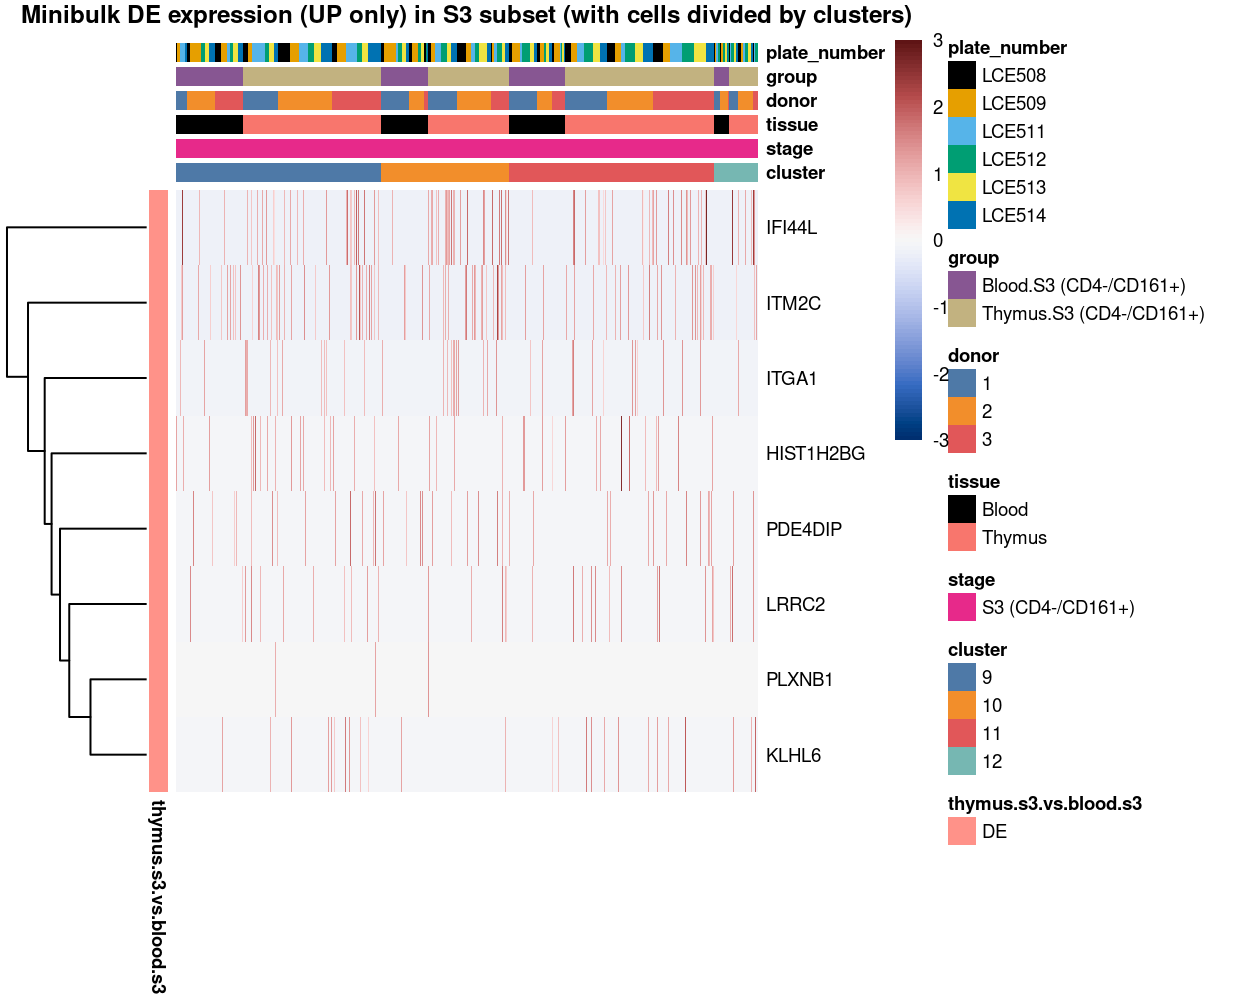 Minibulk DE expression (UP only) in S3 subset (with cells divided by clusters)
plate_number
group
donor
tissue
stage
cluster
IFI44L
ITM2C
ITGA1
HIST1H2BG
PDE4DIP
LRRC2
PLXNB1
KLHL6
thymus.s3.vs.blood.s3
3
2
1
0
-1
-2
-3
plate_number
LCE508
LCE509
LCE511
LCE512
LCE513
LCE514
group
Blood.S3 (CD4-/CD161+)
Thymus.S3 (CD4-/CD161+)
donor
1
2
3
tissue
Blood
Thymus
stage
S3 (CD4-/CD161+)
cluster
9
10
11
12
thymus.s3.vs.blood.s3
DE